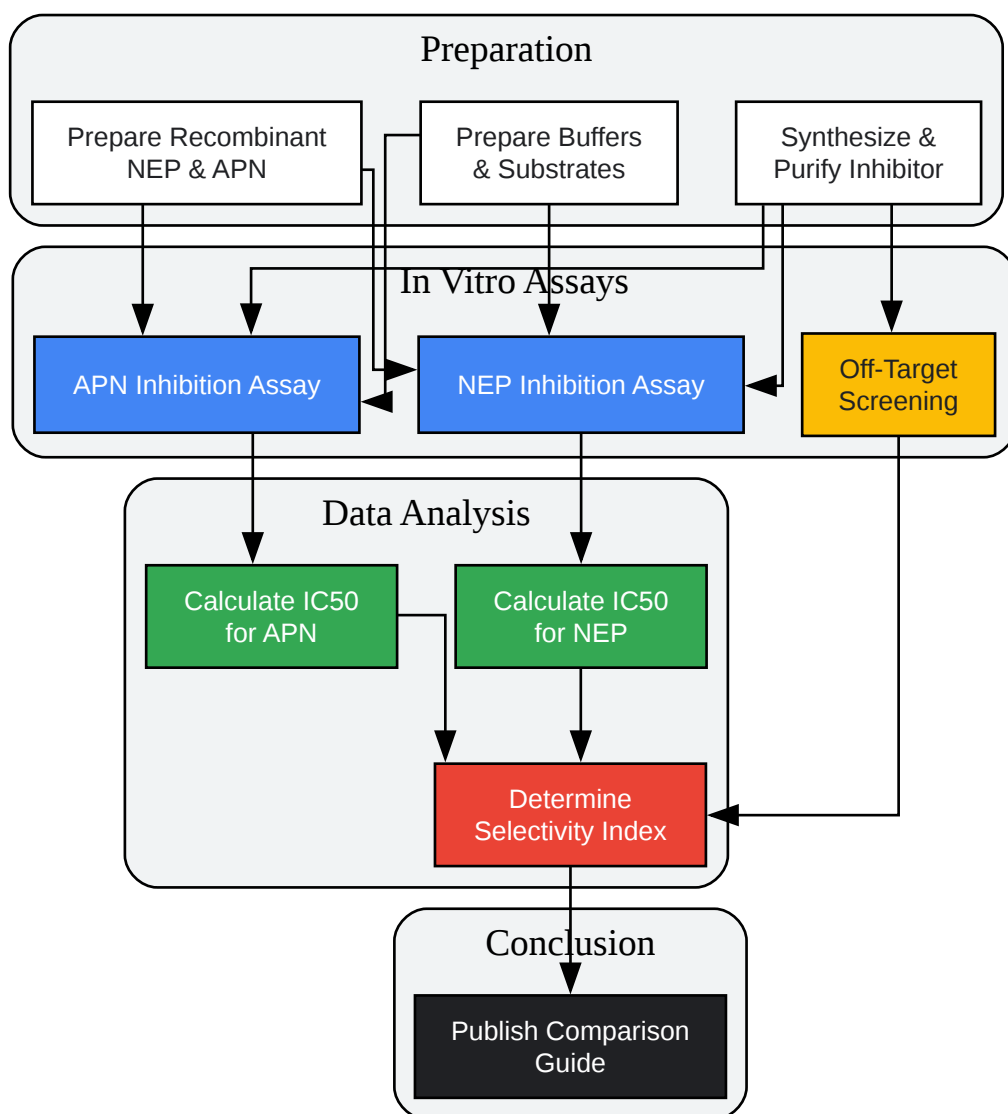 Preparation
Prepare Recombinant
NEP & APN
Prepare Buffers
& Substrates
Synthesize &
Purify Inhibitor
In Vitro Assays
APN Inhibition Assay
NEP Inhibition Assay
Off-Target
Screening
Data Analysis
Calculate IC50
for APN
Calculate IC50
for NEP
Determine
Selectivity Index
Conclusion
Publish Comparison
Guide